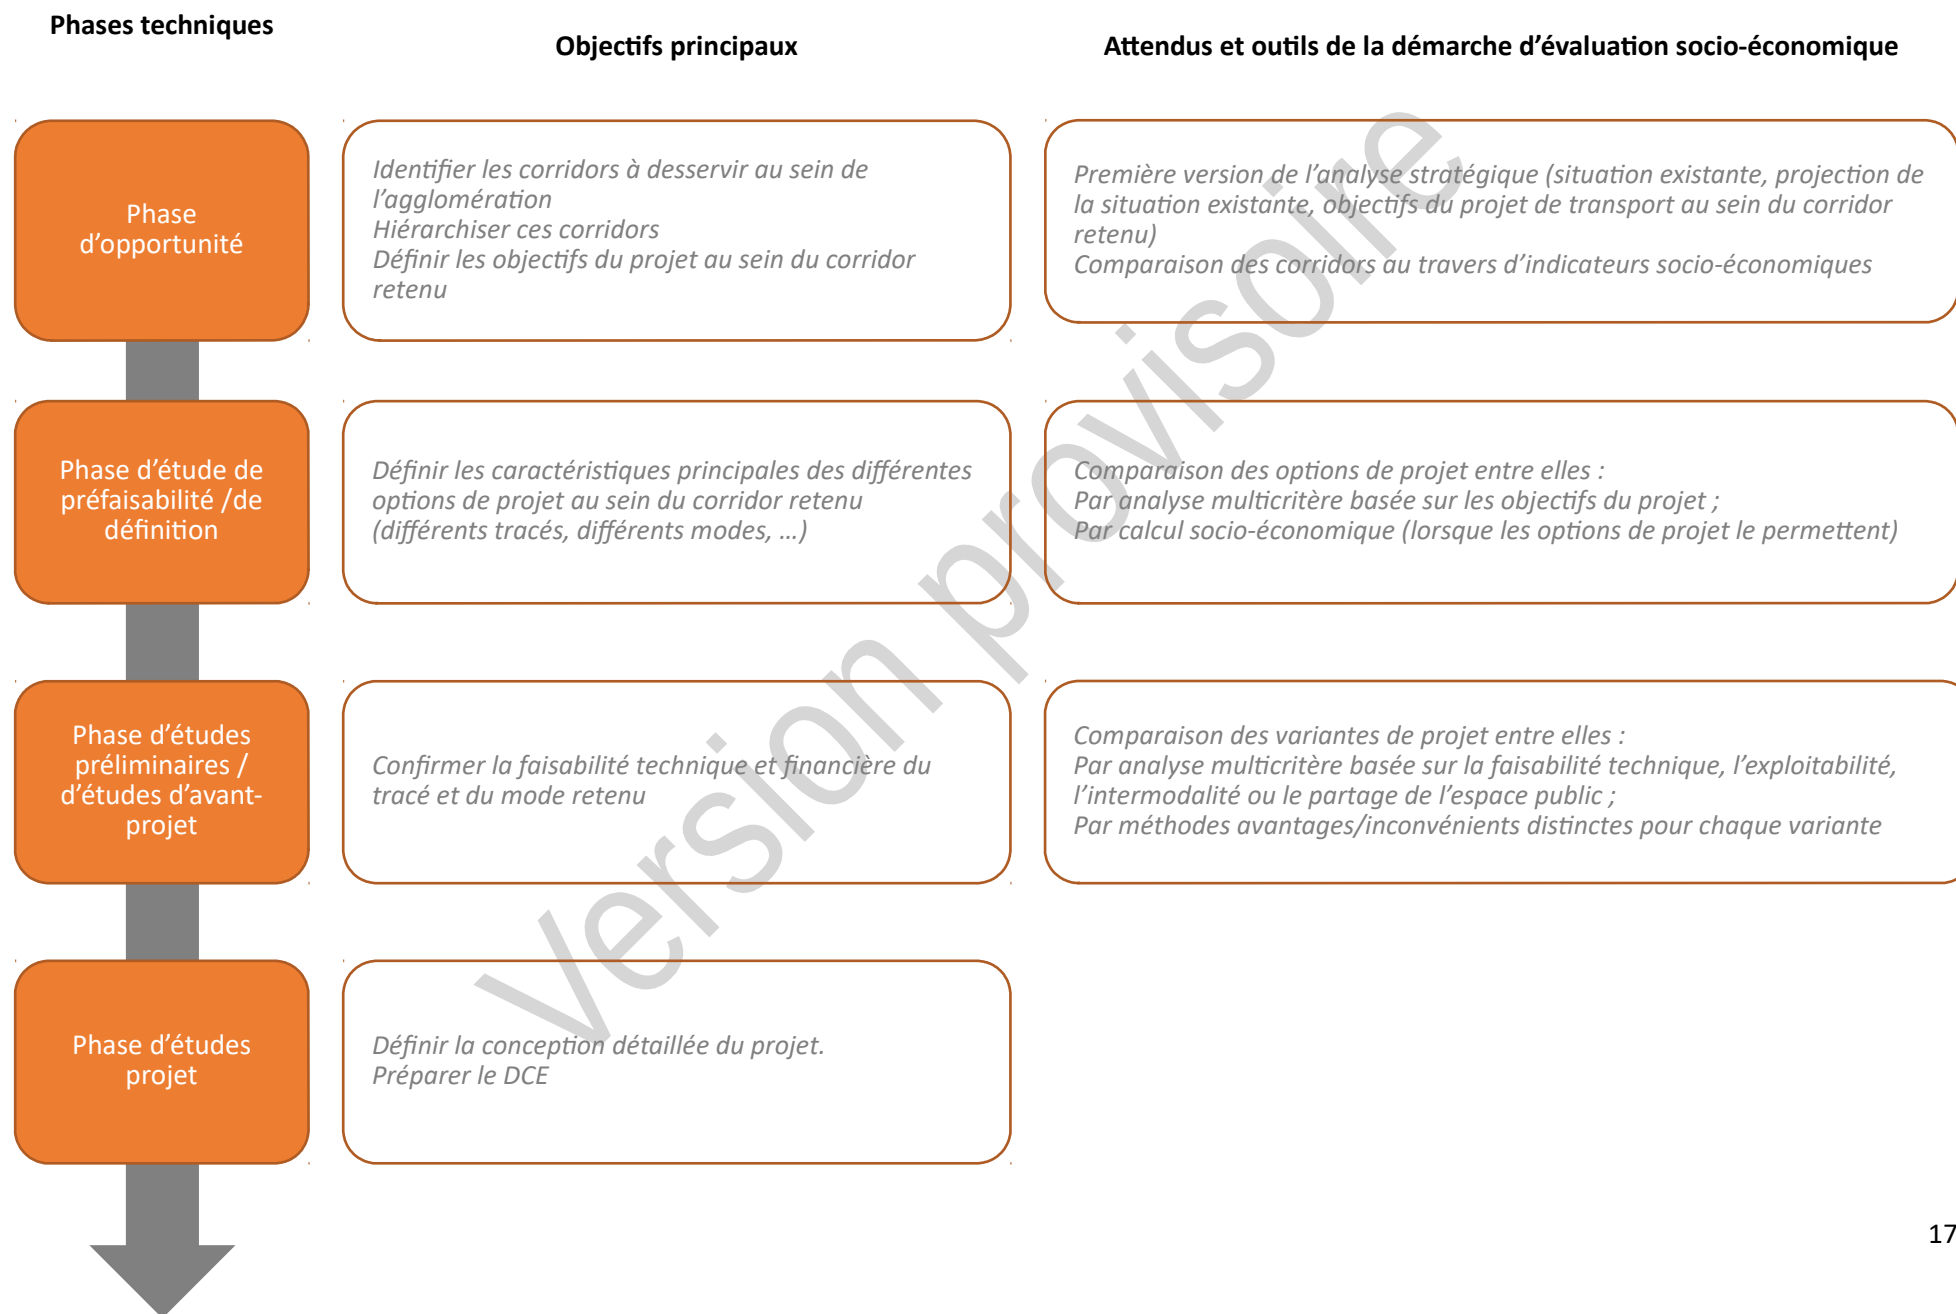 Phases techniques
Objectifs principaux
Attendus et outils de la démarche d’évaluation socio-économique
Phase
d’opportunité
Identifier les corridors à desservir au sein de
l’agglomération
Hiérarchiser ces corridors
Définir les objectifs du projet au sein du corridor
retenu
Première version de l’analyse stratégique (situation existante, projection de
la situation existante, objectifs du projet de transport au sein du corridor
retenu)
Comparaison des corridors au travers d’indicateurs socio-économiques
Phase d’étude de
préfaisabilité /de
définition
Définir les caractéristiques principales des différentes
options de projet au sein du corridor retenu
(différents tracés, différents modes, …)
Comparaison des options de projet entre elles :
Par analyse multicritère basée sur les objectifs du projet ;
Par calcul socio-économique (lorsque les options de projet le permettent)
Phase d’études
préliminaires /
d’études d’avant-
projet
Confirmer la faisabilité technique et financière du
tracé et du mode retenu
Comparaison des variantes de projet entre elles :
Par analyse multicritère basée sur la faisabilité technique, l’exploitabilité,
l’intermodalité ou le partage de l’espace public ;
Par méthodes avantages/inconvénients distinctes pour chaque variante
Phase d’études
projet
Définir la conception détaillée du projet.
Préparer le DCE
Version provisoire
17